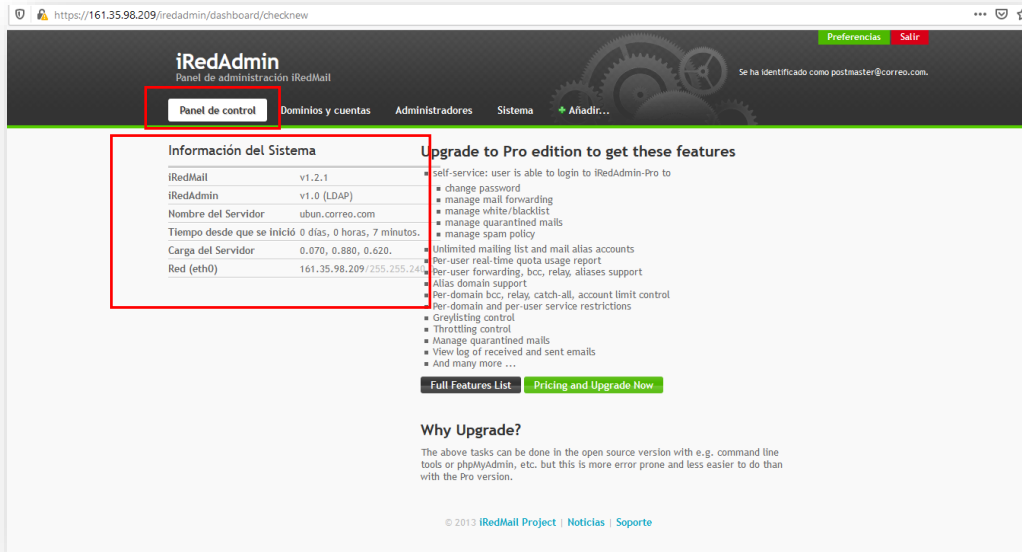 https://161.35.98.209/iredadmin/dashboard/checknew
Preferencias Salir
iRedAdmin
Panel de administración iRedMail
Se ha identificado como postmaster@correo.com.
Panel de control Dominios y cuentas Administradores Sistema + Añadir...
Información del Sistema
iRedMail v1.2.1
iRedAdmin v1.0 (LDAP)
Nombre del Servidor ubun.correo.com
Tiempo desde que se inició 0 días, 0 horas, 7 minutos.
Carga del Servidor 0.070, 0.880, 0.620.
Red (eth0) 161.35.98.209/255.255.240
Upgrade to Pro edition to get these features
self-service: user is able to login to iRedAdmin-Pro to
change password
manage mail forwarding
manage white/blacklist
manage quarantined mails
manage spam policy
Unlimited mailing list and mail alias accounts
Per-user real-time quota usage report
Per-user forwarding, bcc, relay, aliases support
Alias domain support
Per-domain bcc, relay, catch-all, account limit control
Per-domain and per-user service restrictions
Greylisting control
Throttling control
Manage quarantined mails
View log of received and sent emails
And many more ...
Full Features List Pricing and Upgrade Now
Why Upgrade?
The above tasks can be done in the open source version with e.g. command line
tools or phpMyAdmin, etc. but this is more error prone and less easier to do than
with the Pro version.
© 2013 iRedMail Project | Noticias | Soporte